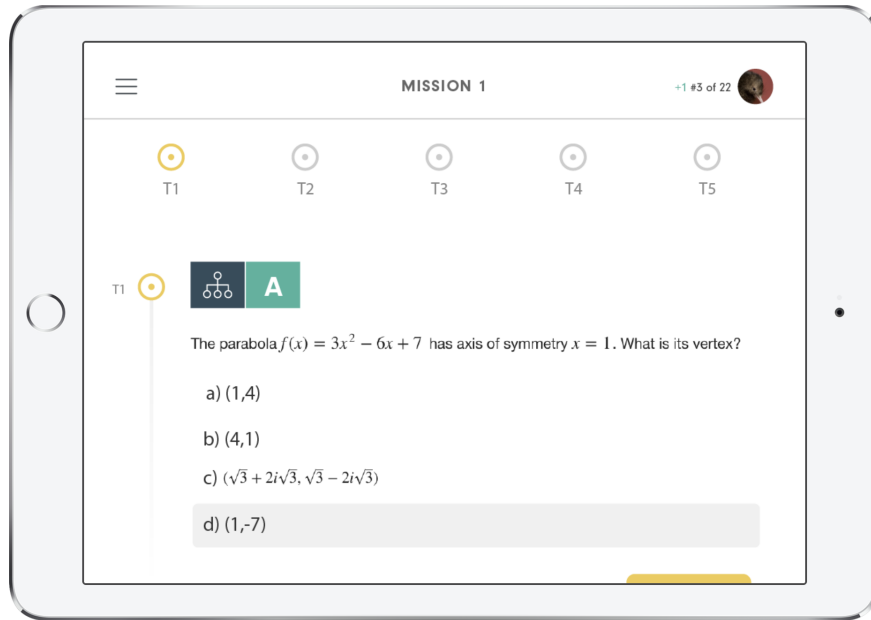 MISSION 1
+1 #3 of 22
T1
T2
T3
T4
T5
T1
A
The parabola f(x) = 3x² − 6x + 7 has axis of symmetry x = 1. What is its vertex?
a) (1,4)
b) (4,1)
c) (√3 + 2i√3, √3 − 2i√3)
d) (1,-7)